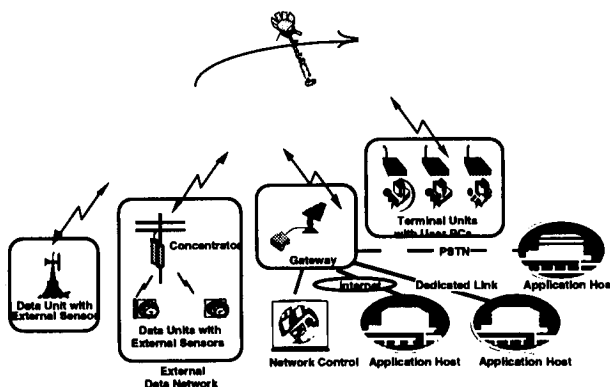 Concentrator
Data Unit with
External Sensor
Data Units with
External Sensors
External
Data Network
Gateway
Terminal Units
with User PCs
PSTN
Internet
Dedicated Link
Application Host
Network Control
Application Host
Application Host